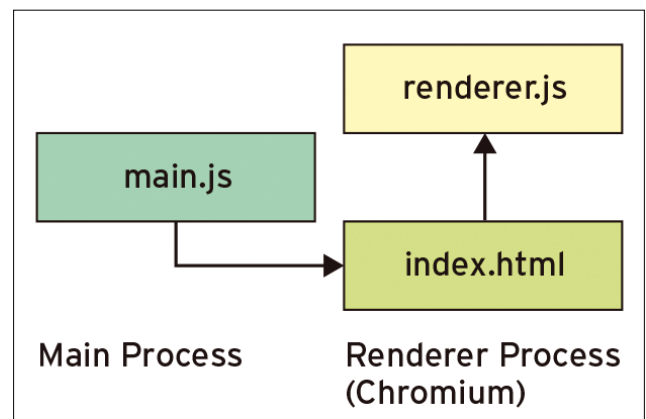 renderer.js
main.js
index.html
Main Process
Renderer Process
(Chromium)